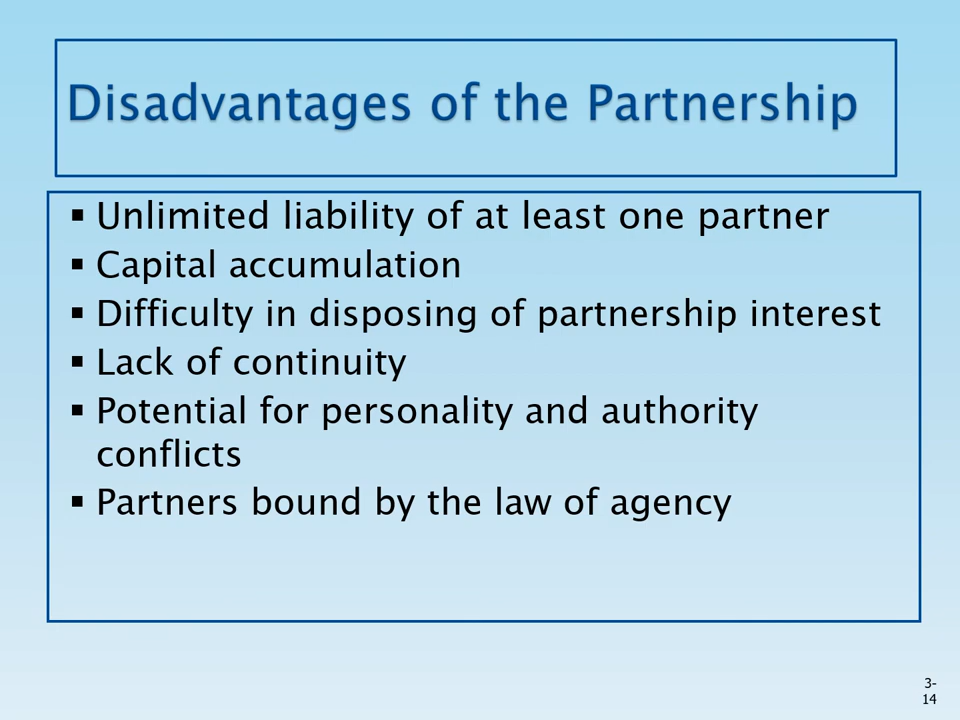 Disadvantages of the Partnership
▪ Unlimited liability of at least one partner
▪ Capital accumulation
▪ Difficulty in disposing of partnership interest
▪ Lack of continuity
▪ Potential for personality and authority
conflicts
▪ Partners bound by the law of agency
3-
14